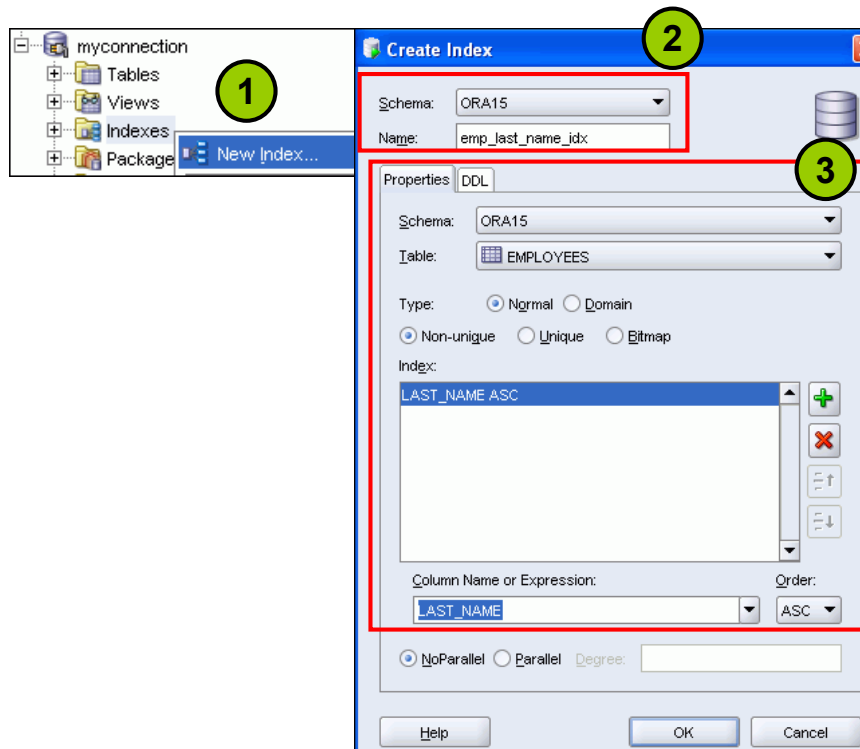 myconnection
Tables
Views
Indexes
Package
New Index...
1
Create Index
2
Schema: ORA15
Name: emp_last_name_idx
3
Properties DDL
Schema: ORA15
Table: EMPLOYEES
Type: Normal Domain
Non-unique Unique Bitmap
Index:
LAST_NAME ASC
Column Name or Expression: Order:
LAST_NAME ASC
NoParallel Parallel Degree:
Help OK Cancel